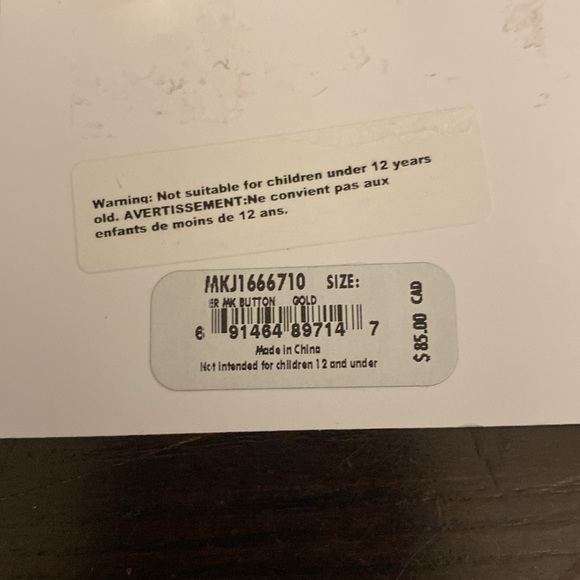 Warning: Not suitable for children under 12 years
old. AVERTISSEMENT:Ne convient pas aux
enfants de moins de 12 ans.
MKJ1666710 SIZE:
ER MK BUTTON GOLD
6 91464 89714 7
Made in China
Not intended for children 12 and under
$85.00 CAD